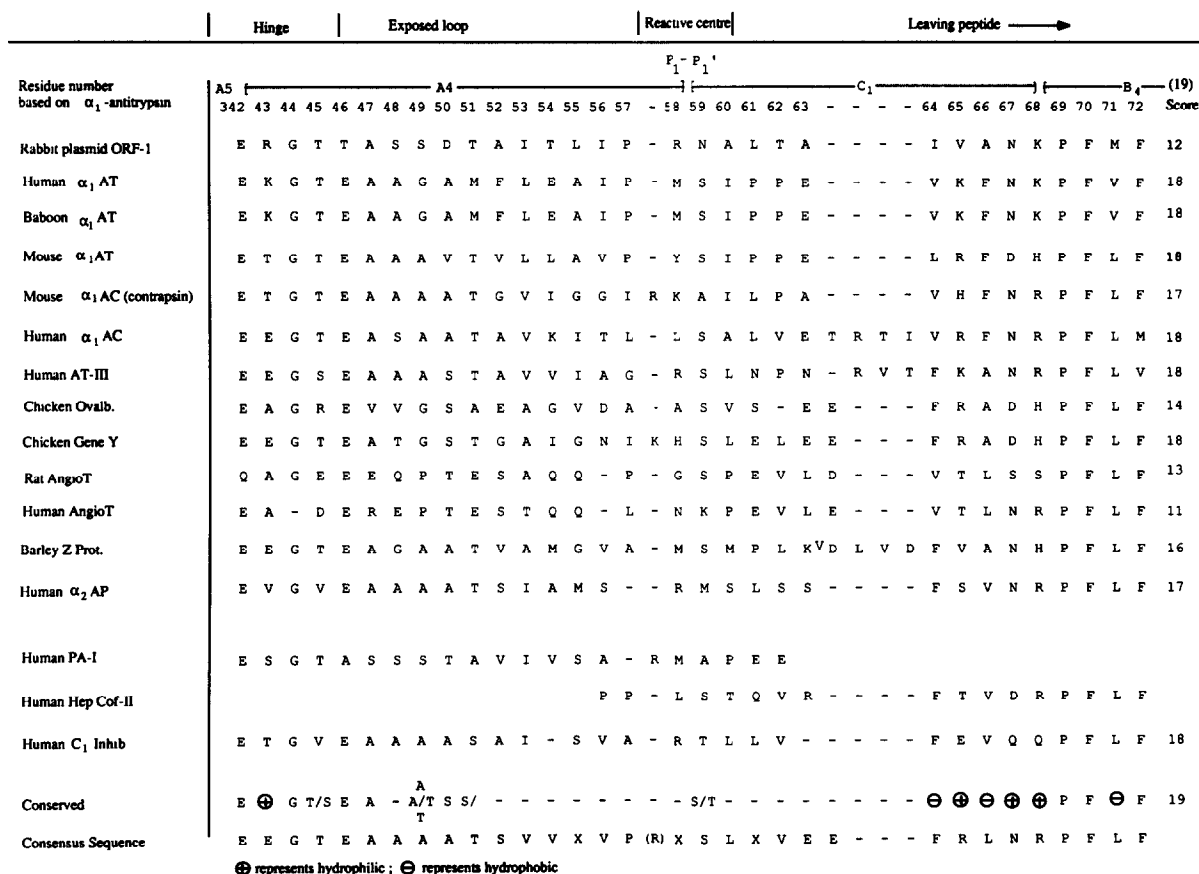 Hinge Exposed loop Reactive centre Leaving peptide
P1 - P1'
Residue number A5 A4 C1 B4 (19)
based on α1-antitrypsin 342 43 44 45 46 47 48 49 50 51 52 53 54 55 56 57 - 58 59 60 61 62 63 - - - - 64 65 66 67 68 69 70 71 72 Score
Rabbit plasmid ORF-1 E R G T T A S S D T A I T L I P - R N A L T A - - - - I V A N K P F M F 12
Human α1 AT E K G T E A A G A M F L E A I P - M S I P P E - - - - V K F N K P F V F 18
Baboon α1 AT E K G T E A A G A M F L E A I P - M S I P P E - - - - V K F N K P F V F 18
Mouse α1AT E T G T E A A A V T V L L A V P - Y S I P P E - - - - L R F D H P F L F 18
Mouse α1AC (contrapsin) E T G T E A A A A T G V I G G I R K A I L P A - - - - V H F N R P F L F 17
Human α1 AC E E G T E A S A A T A V K I T L - L S A L V E T R T I V R F N R P F L M 18
Human AT-III E E G S E A A A S T A V V I A G - R S L N P N - R V T F K A N R P F L V 18
Chicken Ovalb. E A G R E V V G S A E A G V D A - A S V S - E E - - - F R A D H P F L F 14
Chicken Gene Y E E G T E A T G S T G A I G N I K H S L E L E E - - - F R A D H P F L F 18
Rat AngioT Q A G E E Q P T E S A Q Q - P - G S P E V L D - - - V T L S S P F L F 13
Human AngioT E A - D E R E P T E S T Q Q - L - N K P E V L E - - - V T L N R P F L F 11
Barley Z Prot. E E G T E A G A A T V A M G V A - M S M P L K V D L V D F V A N H P F L F 16
Human α2 AP E V G V E A A A A T S I A M S - - R M S L S S - - - - F S V N R P F L F 17
Human PA-I E S G T A S S S T A V I V S A - R M A P E E
Human Hep Cof-II P P - L S T Q V R - - - - F T V D R P F L F
Human C1 Inhib E T G V E A A A A S A I - S V A - R T L L V - - - - F E V Q Q P F L F 18
A
Conserved E ⊕ G T/S E A - A/T S S/ - - - - - - - S/T - - - - - - - - ⊖ ⊕ ⊖ ⊕ ⊕ P F ⊖ F 19
T
Consensus Sequence E E G T E A A A A T S V V X V P (R) X S L X V E E - - - F R L N R P F L F
⊕ represents hydrophilic ; ⊖ represents hydrophobic